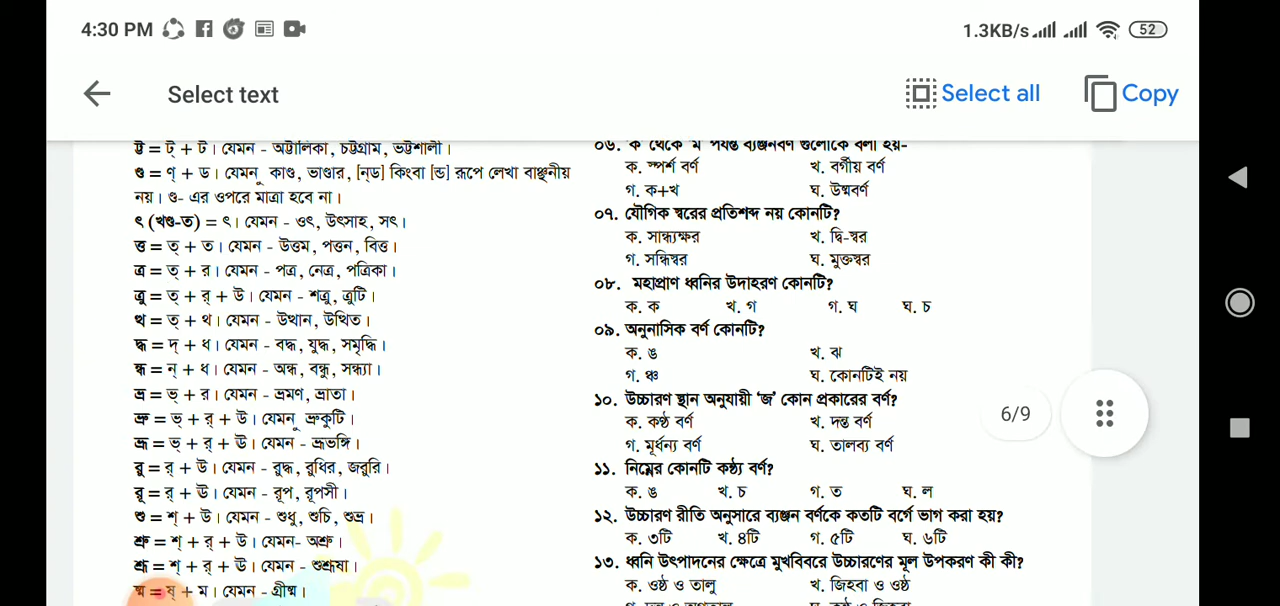 4:30 PM
1.3KB/s
52
Select text
Select all
Copy
ট্ট = ট্ + ট। যেমন - অট্টালিকা, চট্টগ্রাম, ভট্টশালী।
ণ্ড = ণ্ + ড। যেমন কাণ্ড, ভাণ্ডার, [ন্ড] কিংবা [ন্ড] রূপে লেখা বাঞ্ছনীয়
নয়। ণ্ড- এর ওপরে মাত্রা হবে না।
ৎ (খণ্ড-ত) = ৎ। যেমন - ওৎ, উৎসাহ, সৎ।
ত্ত = ত্ + ত। যেমন - উত্তম, পত্তন, বিত্ত।
ত্র = ত্ + র। যেমন - পত্র, নেত্র, পত্রিকা।
ত্রু = ত্ + র্ + উ। যেমন - শত্রু, ত্রুটি।
ত্থ = ত্ + থ। যেমন - উত্থান, উত্থিত।
দ্ধ = দ্ + ধ। যেমন - বদ্ধ, যুদ্ধ, সমৃদ্ধি।
ন্ধ = ন্ + ধ। যেমন - অন্ধ, বন্ধু, সন্ধ্যা।
ভ্র = ভ্ + র। যেমন - ভ্রমণ, ভ্রাতা।
ভ্রু = ভ্ + র্ + উ। যেমন ভ্রুকুটি।
ভ্রূ = ভ্ + র্ + ঊ। যেমন - ভ্রূভঙ্গি।
রু = র্ + উ। যেমন - রুদ্ধ, রুধির, জরুরি।
রূ = র্ + ঊ। যেমন - রূপ, রূপসী।
শু = শ্ + উ। যেমন - শুধু, শুচি, শুভ্র।
শ্রু = শ্ + র্ + উ। যেমন- অশ্রু।
শ্রূ = শ্ + র্ + ঊ। যেমন - শুশ্রূষা।
ষ্ম = ষ্ + ম। যেমন - গ্রীষ্ম।
০৬. 'ক' থেকে 'ম' পর্যন্ত ব্যঞ্জনবর্ণ গুলোকে বলা হয়-
ক. স্পর্শ বর্ণ খ. বর্গীয় বর্ণ
গ. ক+খ ঘ. উষ্মবর্ণ
০৭. যৌগিক স্বরের প্রতিশব্দ নয় কোনটি?
ক. সান্ধ্যক্ষর খ. দ্বি-স্বর
গ. সন্ধিস্বর ঘ. মুক্তস্বর
০৮. মহাপ্রাণ ধ্বনির উদাহরণ কোনটি?
ক. ক খ. গ গ. ঘ ঘ. চ
০৯. অনুনাসিক বর্ণ কোনটি?
ক. ঙ খ. ঝ
গ. ঞ্চ ঘ. কোনটিই নয়
১০. উচ্চারণ স্থান অনুযায়ী 'জ' কোন প্রকারের বর্ণ?
ক. কণ্ঠ বর্ণ খ. দন্ত বর্ণ
গ. মূর্ধন্য বর্ণ ঘ. তালব্য বর্ণ
১১. নিম্নের কোনটি কণ্ঠ্য বর্ণ?
ক. ঙ খ. চ গ. ত ঘ. ল
১২. উচ্চারণ রীতি অনুসারে ব্যঞ্জন বর্ণকে কতটি বর্গে ভাগ করা হয়?
ক. ৩টি খ. ৪টি গ. ৫টি ঘ. ৬টি
১৩. ধ্বনি উৎপাদনের ক্ষেত্রে মুখবিবরে উচ্চারণের মূল উপকরণ কী কী?
ক. ওষ্ঠ ও তালু খ. জিহবা ও ওষ্ঠ
6/9